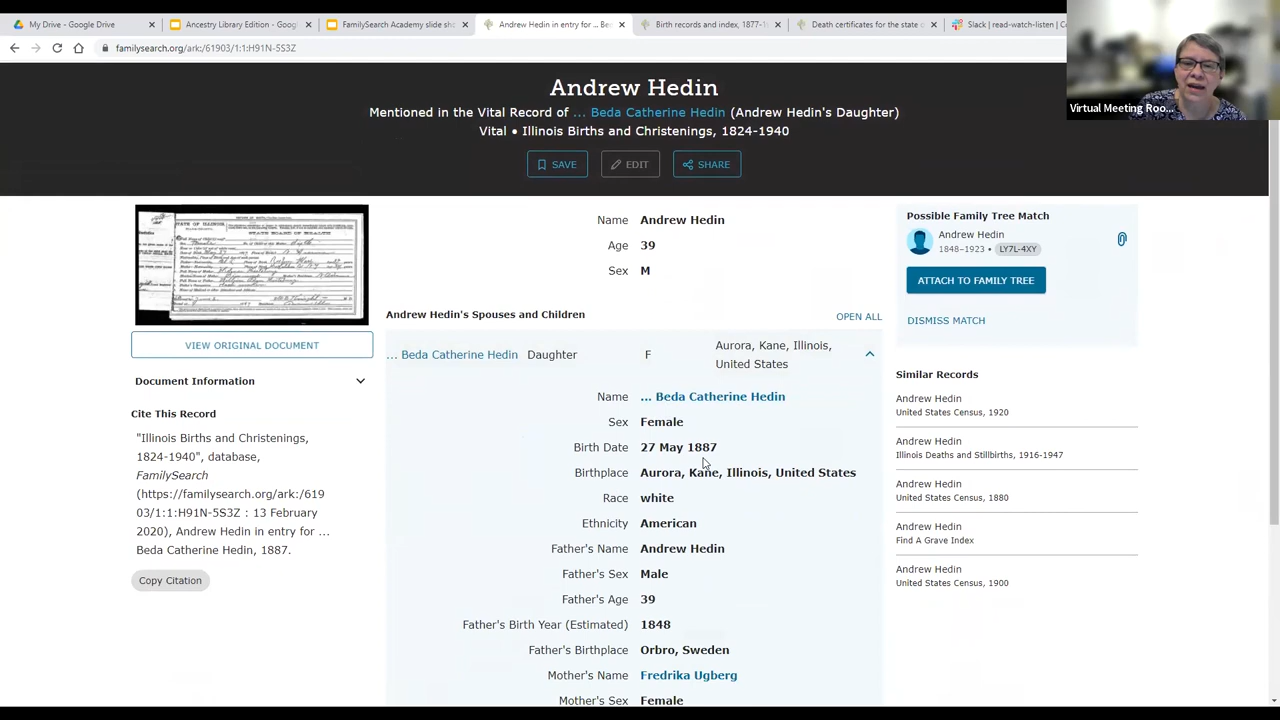 My Drive - Google Drive
Ancestry Library Edition - Goog
FamilySearch Academy slide sho
Andrew Hedin in entry for ... Be
Birth records and index, 1877-1
Death certificates for the state o
Slack | read-watch-listen | Co
familysearch.org/ark:/61903/1:1:H91N-5S3Z
Virtual Meeting Roo...
Andrew Hedin
Mentioned in the Vital Record of ... Beda Catherine Hedin (Andrew Hedin's Daughter)
Vital • Illinois Births and Christenings, 1824-1940
SAVE
EDIT
SHARE
VIEW ORIGINAL DOCUMENT
Document Information
Cite This Record
"Illinois Births and Christenings,
1824-1940", database,
FamilySearch
(https://familysearch.org/ark:/619
03/1:1:H91N-5S3Z : 13 February
2020), Andrew Hedin in entry for ...
Beda Catherine Hedin, 1887.
Copy Citation
Name Andrew Hedin
Age 39
Sex M
Andrew Hedin's Spouses and Children
OPEN ALL
... Beda Catherine Hedin Daughter F Aurora, Kane, Illinois,
United States
Name ... Beda Catherine Hedin
Sex Female
Birth Date 27 May 1887
Birthplace Aurora, Kane, Illinois, United States
Race white
Ethnicity American
Father's Name Andrew Hedin
Father's Sex Male
Father's Age 39
Father's Birth Year (Estimated) 1848
Father's Birthplace Orbro, Sweden
Mother's Name Fredrika Ugberg
Mother's Sex Female
Possible Family Tree Match
Andrew Hedin
1848–1923 • LY7L-4XY
ATTACH TO FAMILY TREE
DISMISS MATCH
Similar Records
Andrew Hedin
United States Census, 1920
Andrew Hedin
Illinois Deaths and Stillbirths, 1916-1947
Andrew Hedin
United States Census, 1880
Andrew Hedin
Find A Grave Index
Andrew Hedin
United States Census, 1900